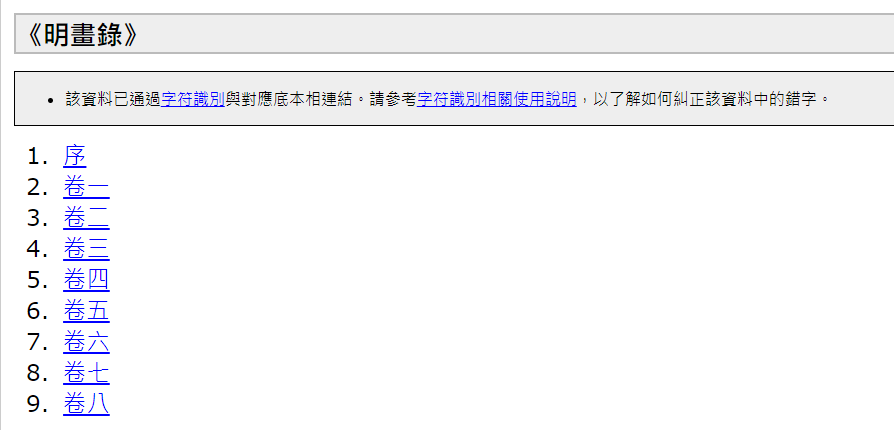 《明畫錄》
• 該資料已通過字符識別與對應底本相連結。請參考字符識別相關使用說明，以了解如何糾正該資料中的錯字。
1. 序
2. 卷一
3. 卷二
4. 卷三
5. 卷四
6. 卷五
7. 卷六
8. 卷七
9. 卷八